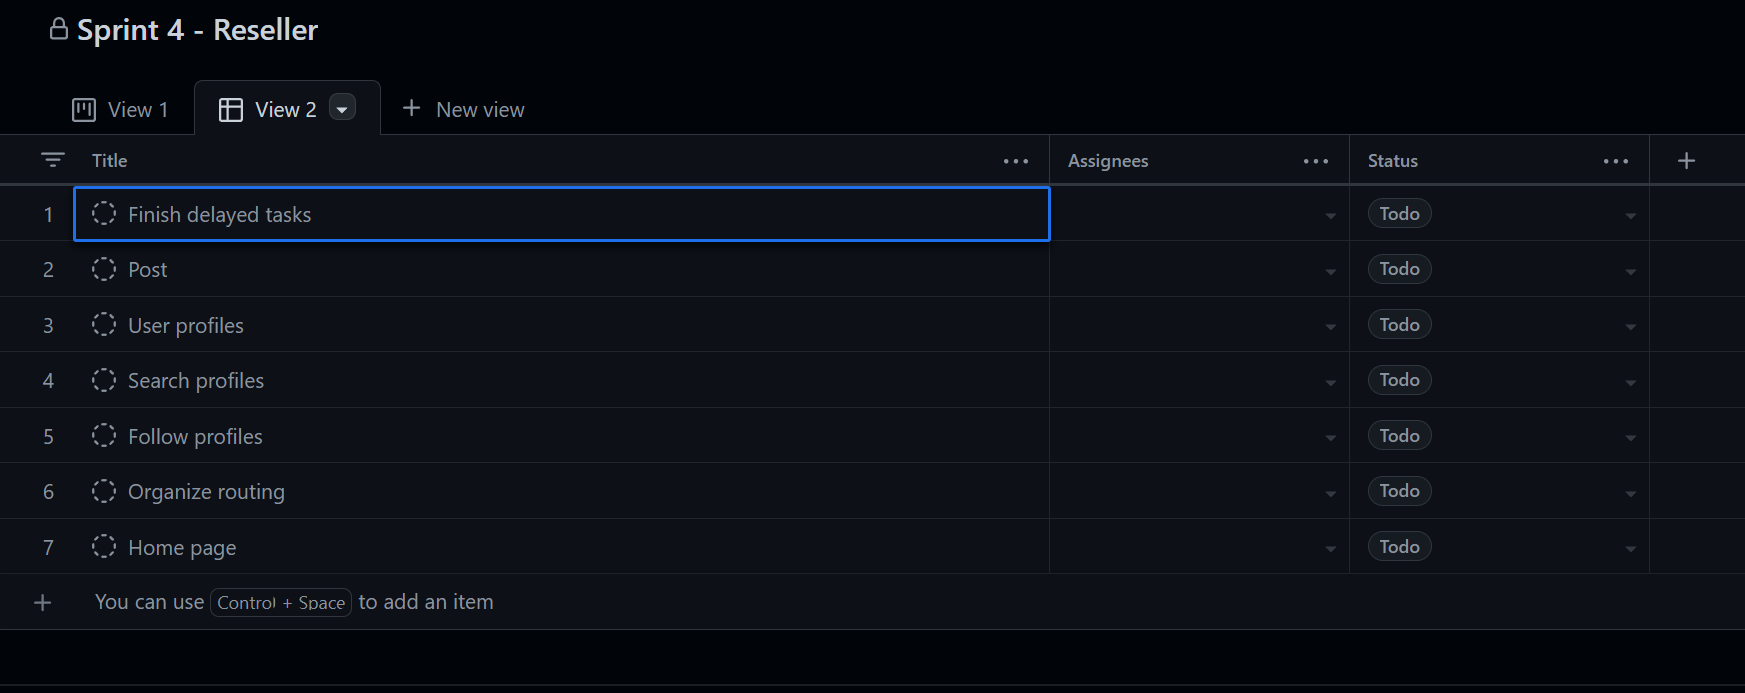 Sprint 4 - Reseller
View 1 View 2 New view
Title Assignees Status
1 Finish delayed tasks Todo
2 Post Todo
3 User profiles Todo
4 Search profiles Todo
5 Follow profiles Todo
6 Organize routing Todo
7 Home page Todo
You can use Control + Space to add an item